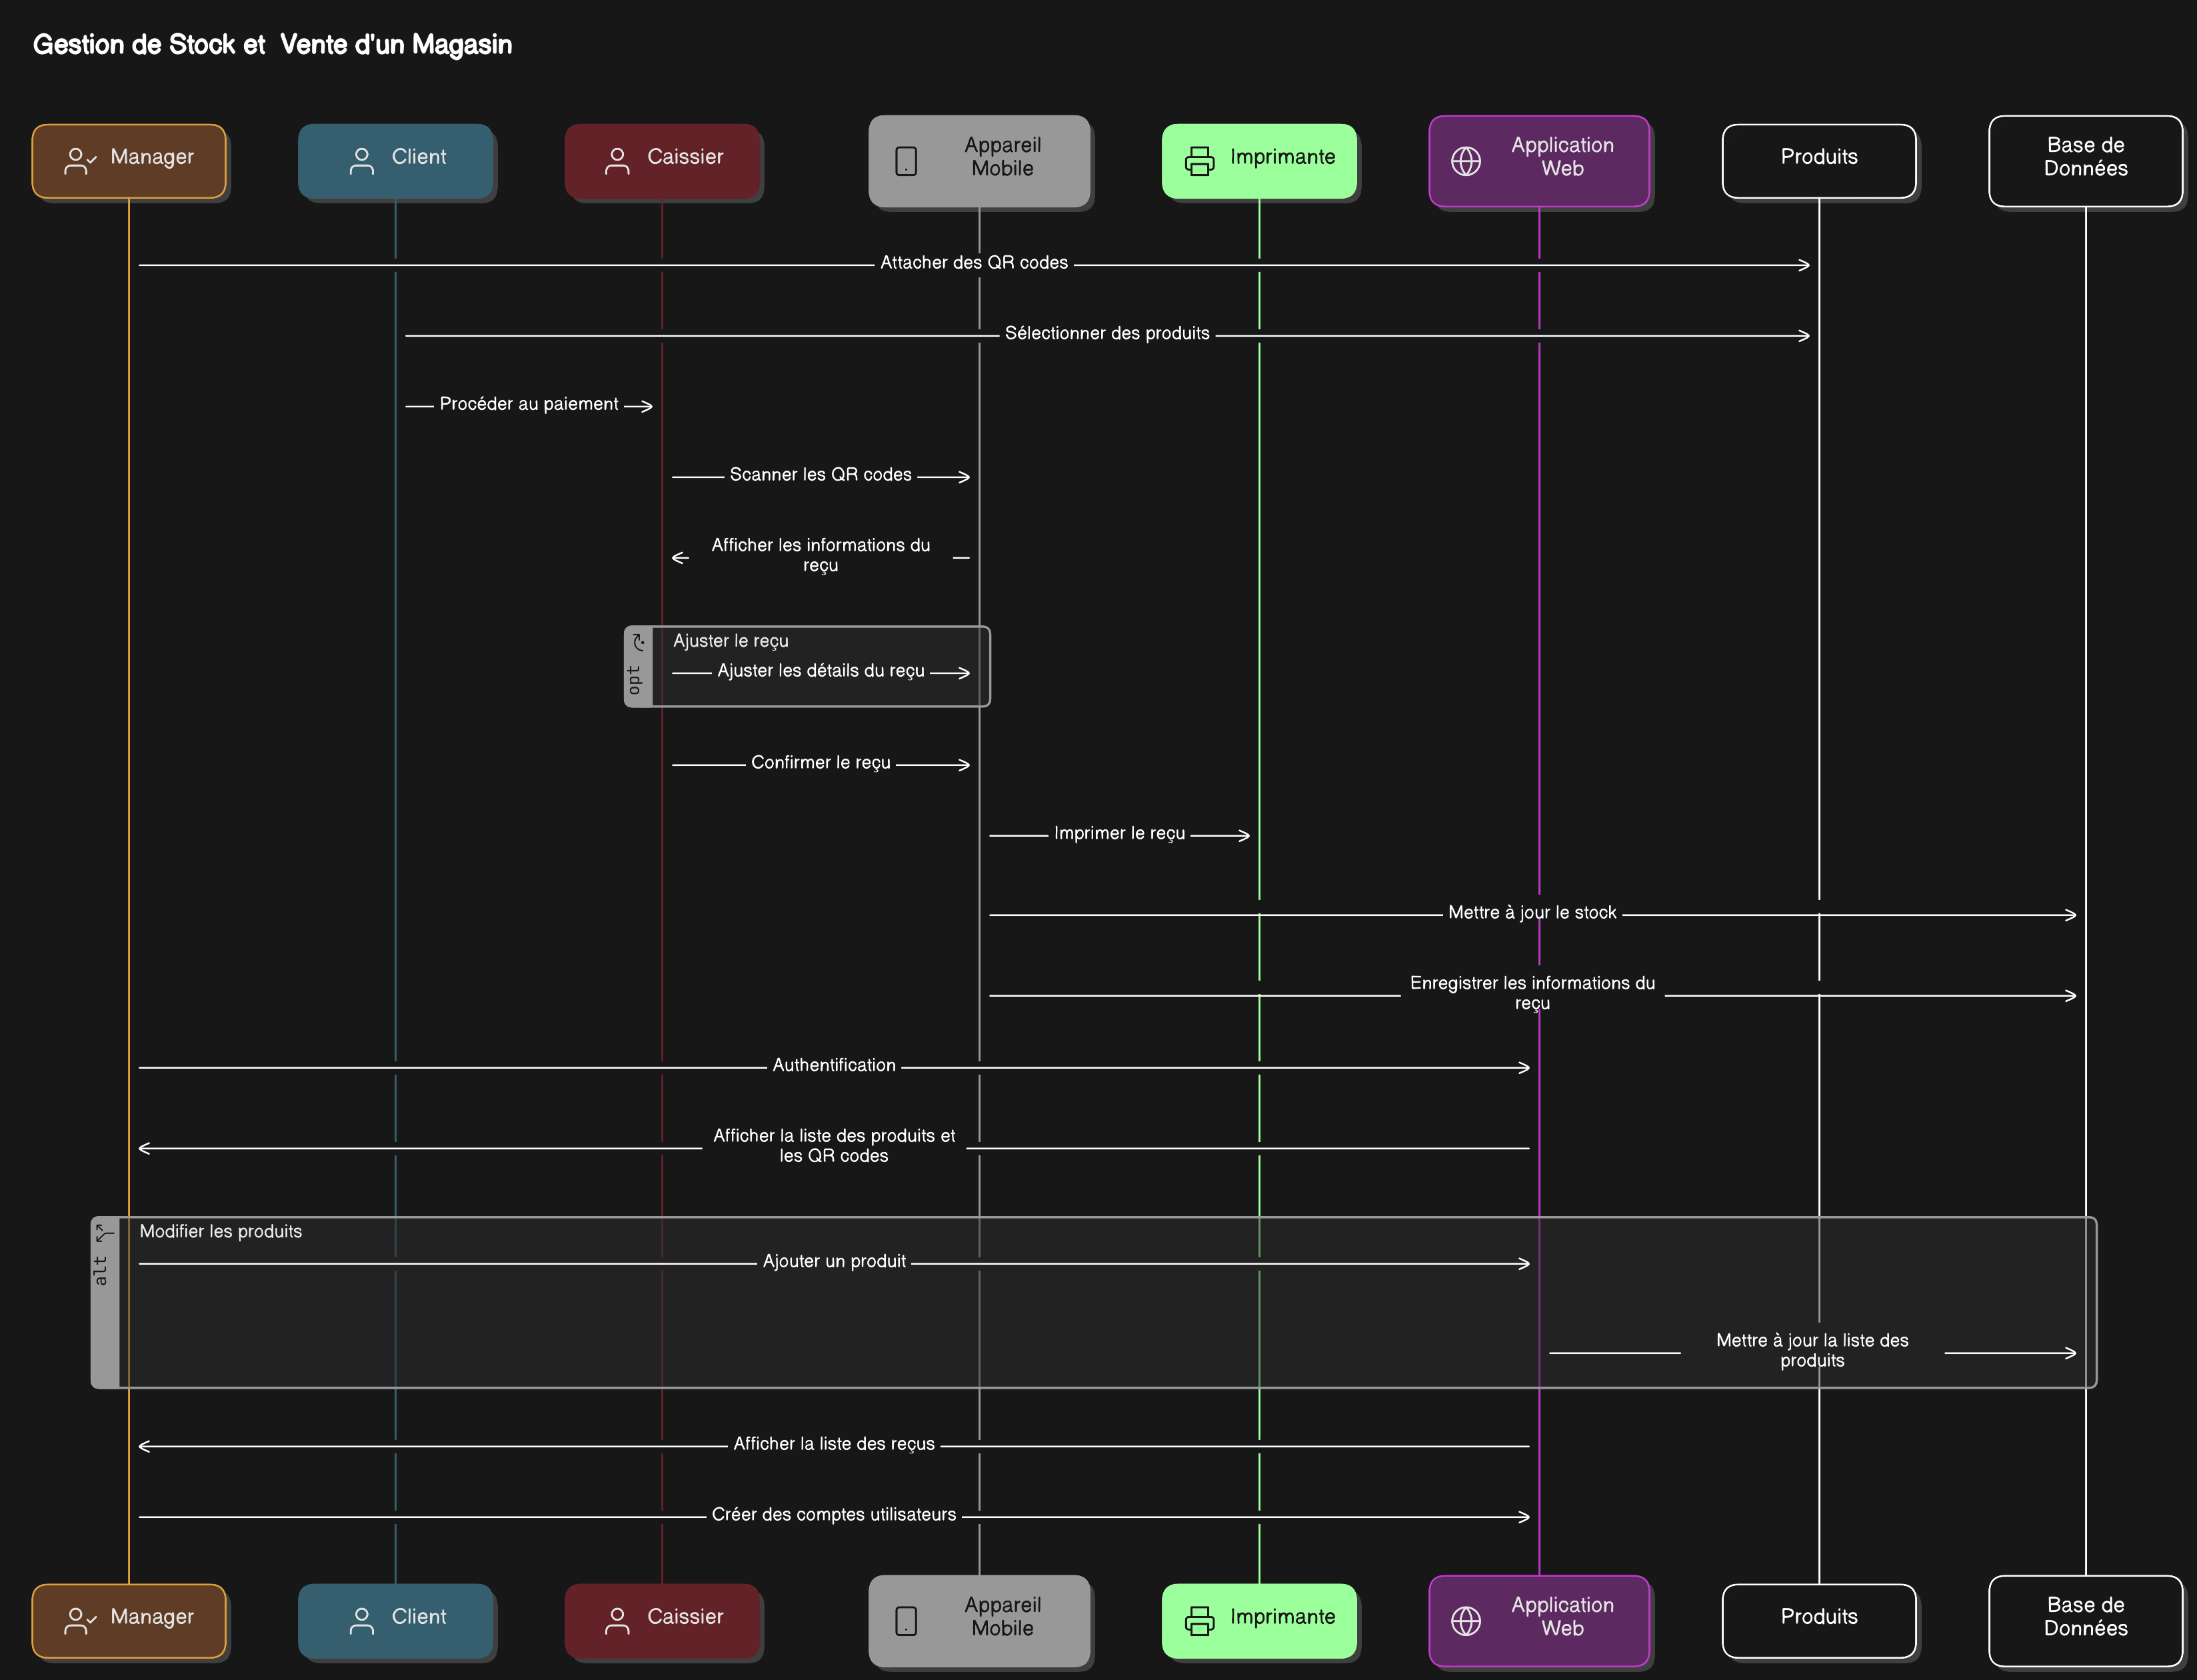 Gestion de Stock et  Vente d'un Magasin
Manager
Client
Caissier
Appareil
Mobile
Imprimante
Application
Web
Produits
Base de
Données
Attacher des QR codes
Sélectionner des produits
Procéder au paiement
Scanner les QR codes
Afficher les informations du
reçu
opt
Ajuster le reçu
Ajuster les détails du reçu
Confirmer le reçu
Imprimer le reçu
Mettre à jour le stock
Enregistrer les informations du
reçu
Authentification
Afficher la liste des produits et
les QR codes
alt
Modifier les produits
Ajouter un produit
Mettre à jour la liste des
produits
Afficher la liste des reçus
Créer des comptes utilisateurs
Manager
Client
Caissier
Appareil
Mobile
Imprimante
Application
Web
Produits
Base de
Données